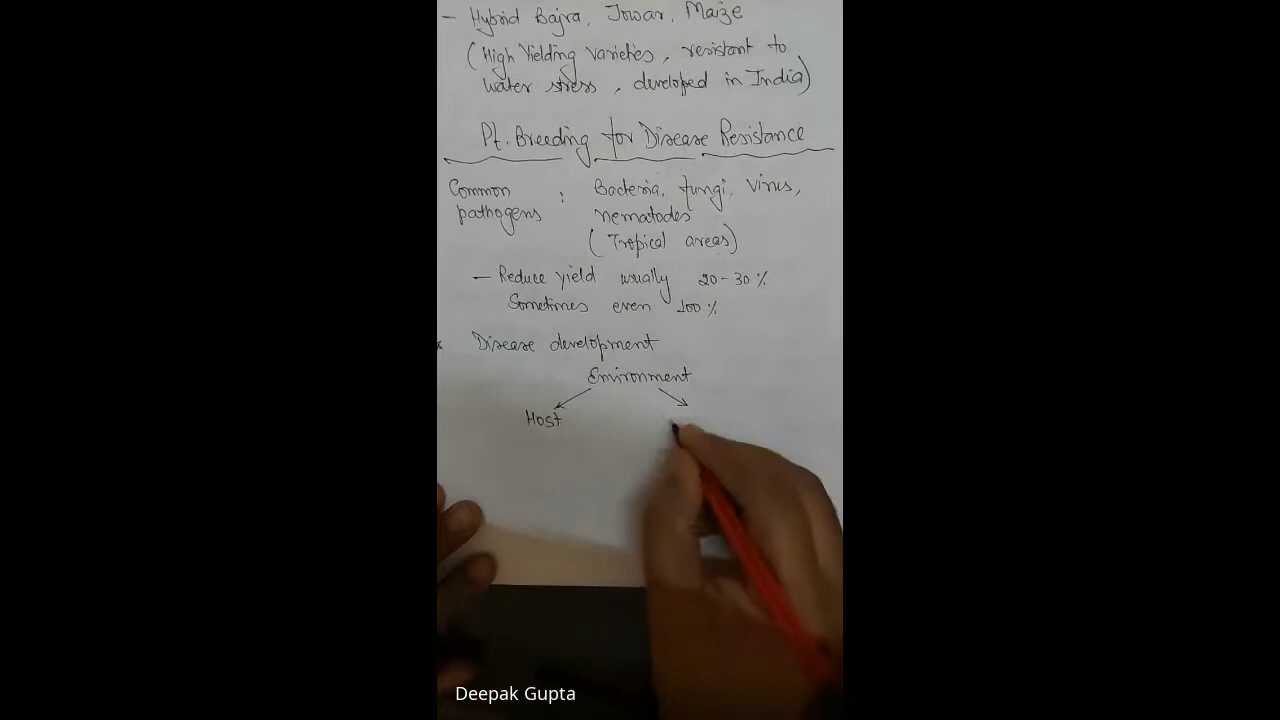 - Hybrid Bajra, Jowar, Maize
(High Yielding Varieties, resistant to
water stress, developed in India)
Pt. Breeding for Disease Resistance
Common pathogens : Bacteria, fungi, Virus,
nematodes
(Tropical areas)
- Reduce yield usually 20-30%
Sometimes even 100%
Disease development
Environment
Host
Deepak Gupta